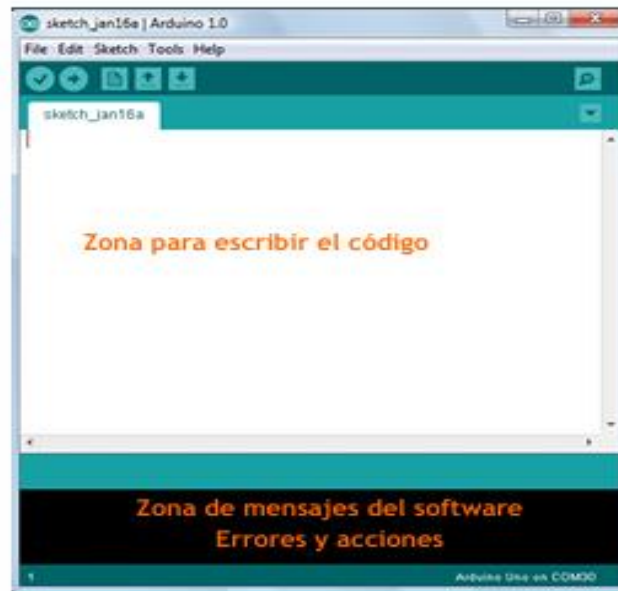 sketch_jan16a | Arduino 1.0
File Edit Sketch Tools Help
sketch_jan16a
Zona para escribir el código
Zona de mensajes del software
Errores y acciones
1
Arduino Uno en COM30